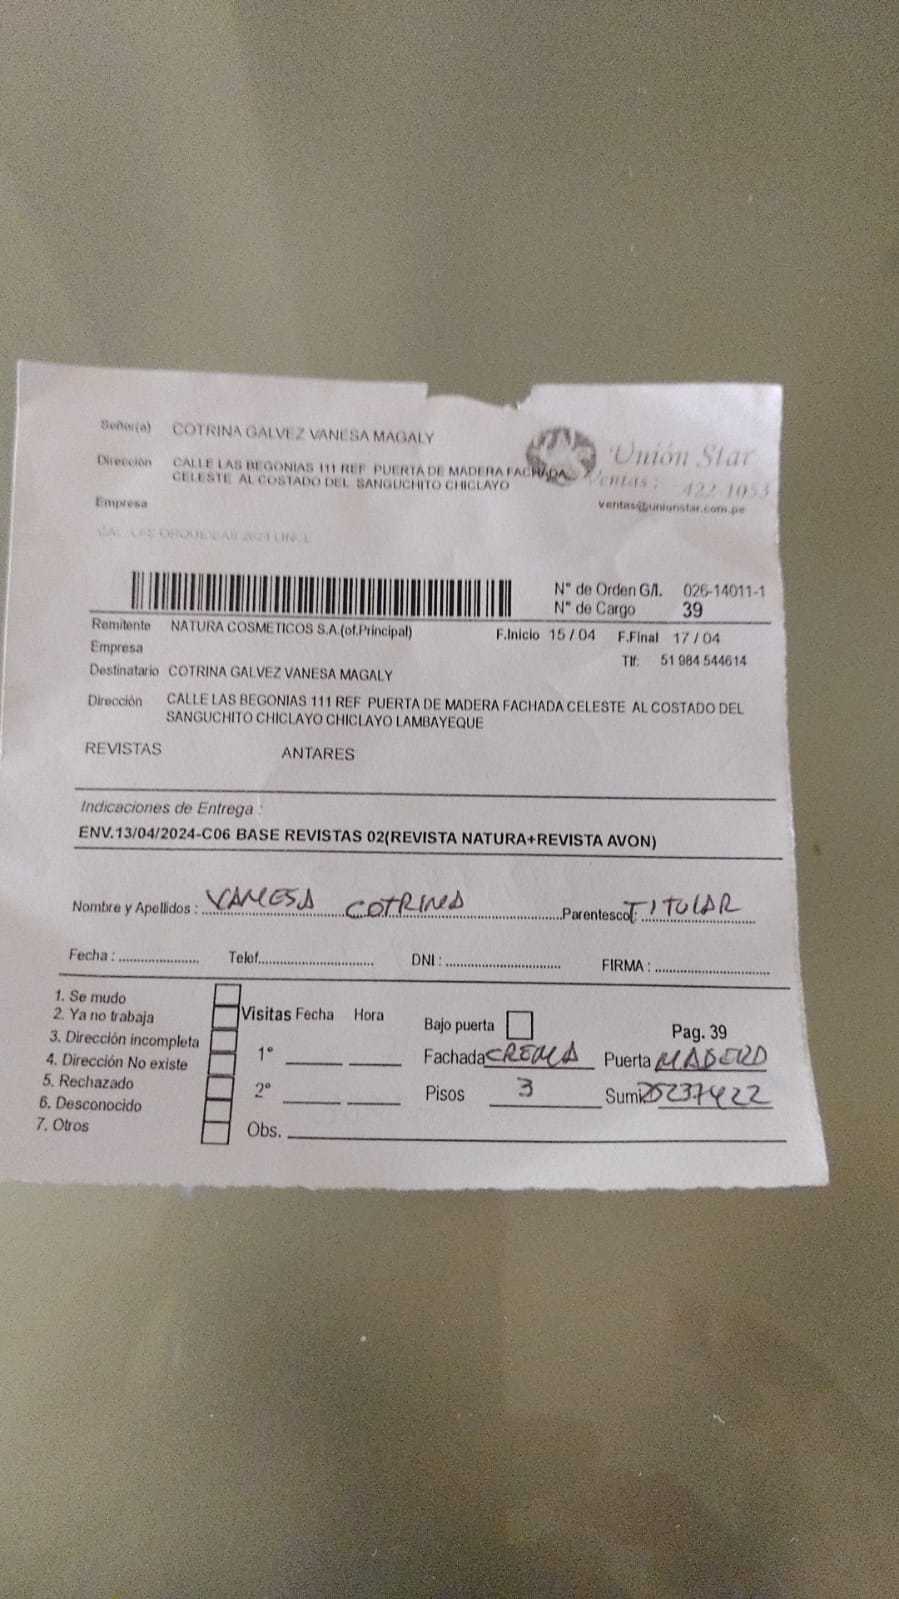 Señor(a) COTRINA GALVEZ VANESA MAGALY
Unión Star
Dirección CALLE LAS BEGONIAS 111 REF PUERTA DE MADERA FACHADA
CELESTE AL COSTADO DEL SANGUCHITO CHICLAYO
Ventas : 422-1053
ventas@unionstar.com.pe
Empresa
N° de Orden G/I. 026-14011-1
N° de Cargo 39
Remitente NATURA COSMETICOS S.A.(of.Principal) F.Inicio 15 / 04 F.Final 17 / 04
Empresa Tlf: 51 984 544614
Destinatario COTRINA GALVEZ VANESA MAGALY
Dirección CALLE LAS BEGONIAS 111 REF PUERTA DE MADERA FACHADA CELESTE AL COSTADO DEL
SANGUCHITO CHICLAYO CHICLAYO LAMBAYEQUE
REVISTAS ANTARES
Indicaciones de Entrega :
ENV.13/04/2024-C06 BASE REVISTAS 02(REVISTA NATURA+REVISTA AVON)
Nombre y Apellidos : VANESA COTRINA Parentesco: TITULAR
Fecha : Telef. DNI : FIRMA :
1. Se mudo
2. Ya no trabaja
3. Dirección incompleta
4. Dirección No existe
5. Rechazado
6. Desconocido
7. Otros
Visitas Fecha Hora
1°
2°
Obs.
Bajo puerta Pag. 39
Fachada CREMA Puerta MADERA
Pisos 3 Sumi 25237422